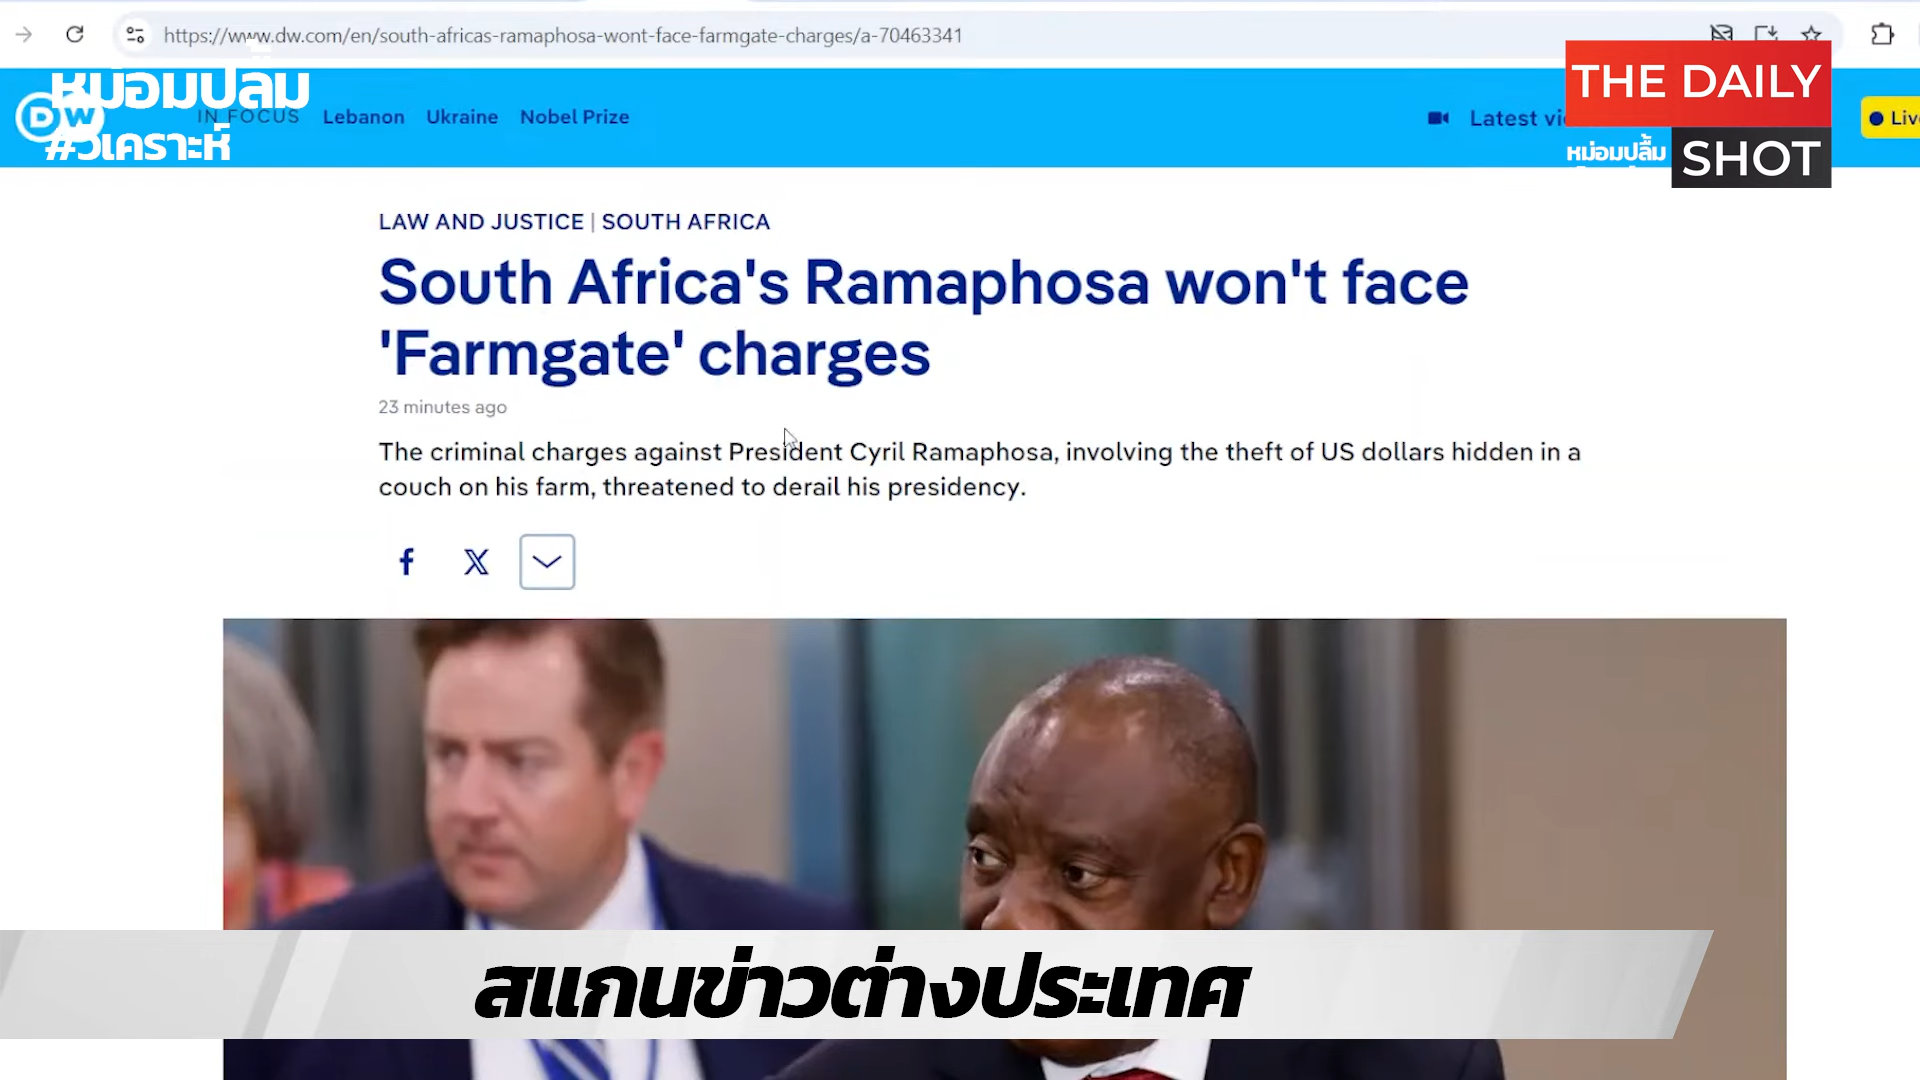 https://www.dw.com/en/south-africas-ramaphosa-wont-face-farmgate-charges/a-70463341
หม่อมปลื้ม
#วิเคราะห์
DW
IN FOCUS Lebanon Ukraine Nobel Prize
Latest vi
Live
THE DAILY
หม่อมปลื้ม SHOT
LAW AND JUSTICE | SOUTH AFRICA
South Africa's Ramaphosa won't face
'Farmgate' charges
23 minutes ago
The criminal charges against President Cyril Ramaphosa, involving the theft of US dollars hidden in a
couch on his farm, threatened to derail his presidency.
สแกนข่าวต่างประเทศ